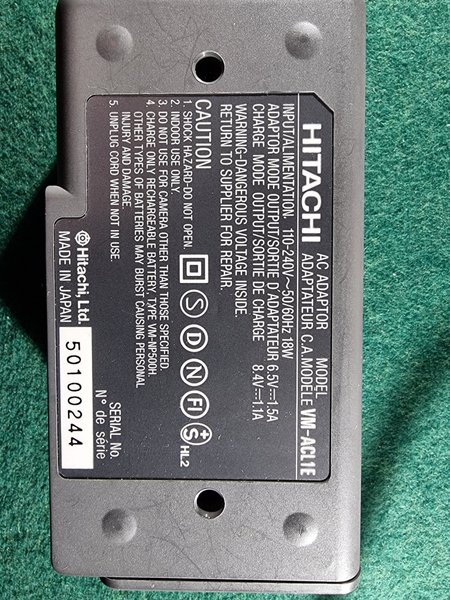 HITACHI AC ADAPTOR MODEL
ADAPTATEUR C.A. MODÈLE VM-ACL1E
INPUT/ALIMENTATION 110-240V~50/60Hz 18W
ADAPTOR MODE OUTPUT/SORTIE D'ADAPTATEUR 6.5V⎓1.5A
CHARGE MODE OUTPUT/SORTIE DE CHARGE 8.4V⎓1.1A
WARNING-DANGEROUS VOLTAGE INSIDE.
RETURN TO SUPPLIER FOR REPAIR.
CAUTION
1. SHOCK HAZARD-DO NOT OPEN.
2. INDOOR USE ONLY.
3. DO NOT USE FOR CAMERA OTHER THAN THOSE SPECIFIED.
4. CHARGE ONLY RECHARGEABLE BATTERY, TYPE VM-NP500H.
OTHER TYPES OF BATTERIES MAY BURST CAUSING PERSONAL
INJURY AND DAMAGE.
5. UNPLUG CORD WHEN NOT IN USE.
S D N FI +S HL2
Hitachi, Ltd.
MADE IN JAPAN
SERIAL No.
N° de série
50100244